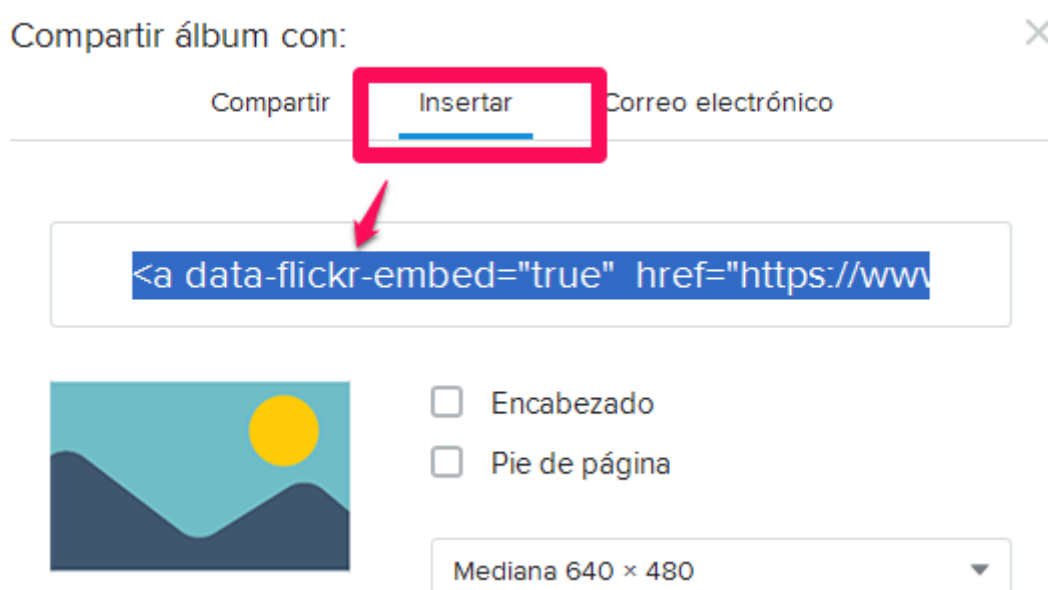 Compartir álbum con:
Compartir Insertar Correo electrónico
<a data-flickr-embed="true" href="https://www
Encabezado
Pie de página
Mediana 640 × 480